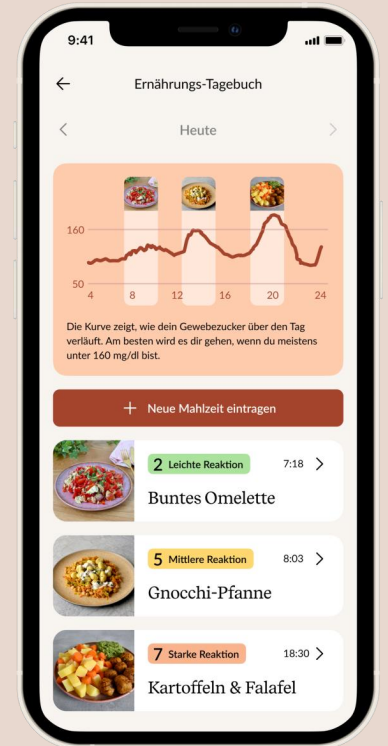 9:41
Ernährungs-Tagebuch
Heute
160
50
4 8 12 16 20 24
Die Kurve zeigt, wie dein Gewebezucker über den Tag
verläuft. Am besten wird es dir gehen, wenn du meistens
unter 160 mg/dl bist.
+ Neue Mahlzeit eintragen
2 Leichte Reaktion 7:18
Buntes Omelette
5 Mittlere Reaktion 8:03
Gnocchi-Pfanne
7 Starke Reaktion 18:30
Kartoffeln & Falafel